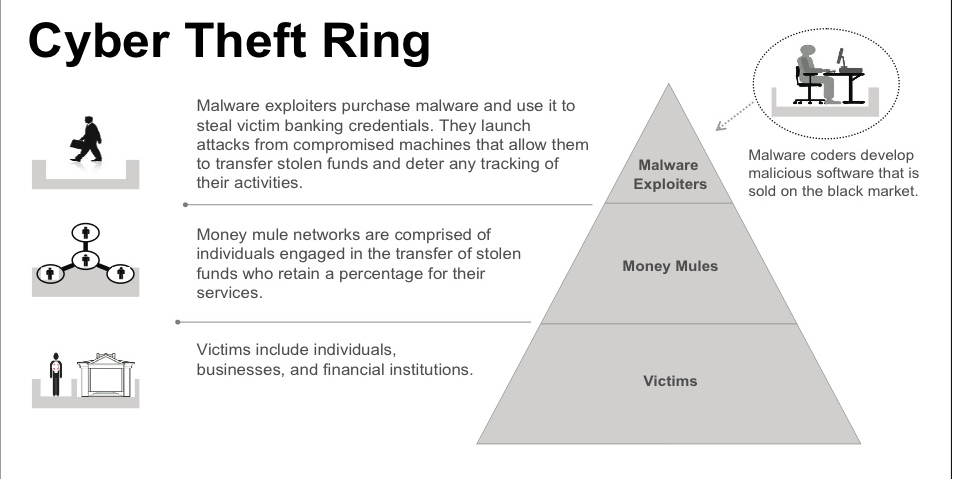 Cyber Theft Ring
Malware exploiters purchase malware and use it to
steal victim banking credentials. They launch
attacks from compromised machines that allow them
to transfer stolen funds and deter any tracking of
their activities.
Money mule networks are comprised of
individuals engaged in the transfer of stolen
funds who retain a percentage for their
services.
Victims include individuals,
businesses, and financial institutions.
Malware
Exploiters
Money Mules
Victims
Malware coders develop
malicious software that is
sold on the black market.